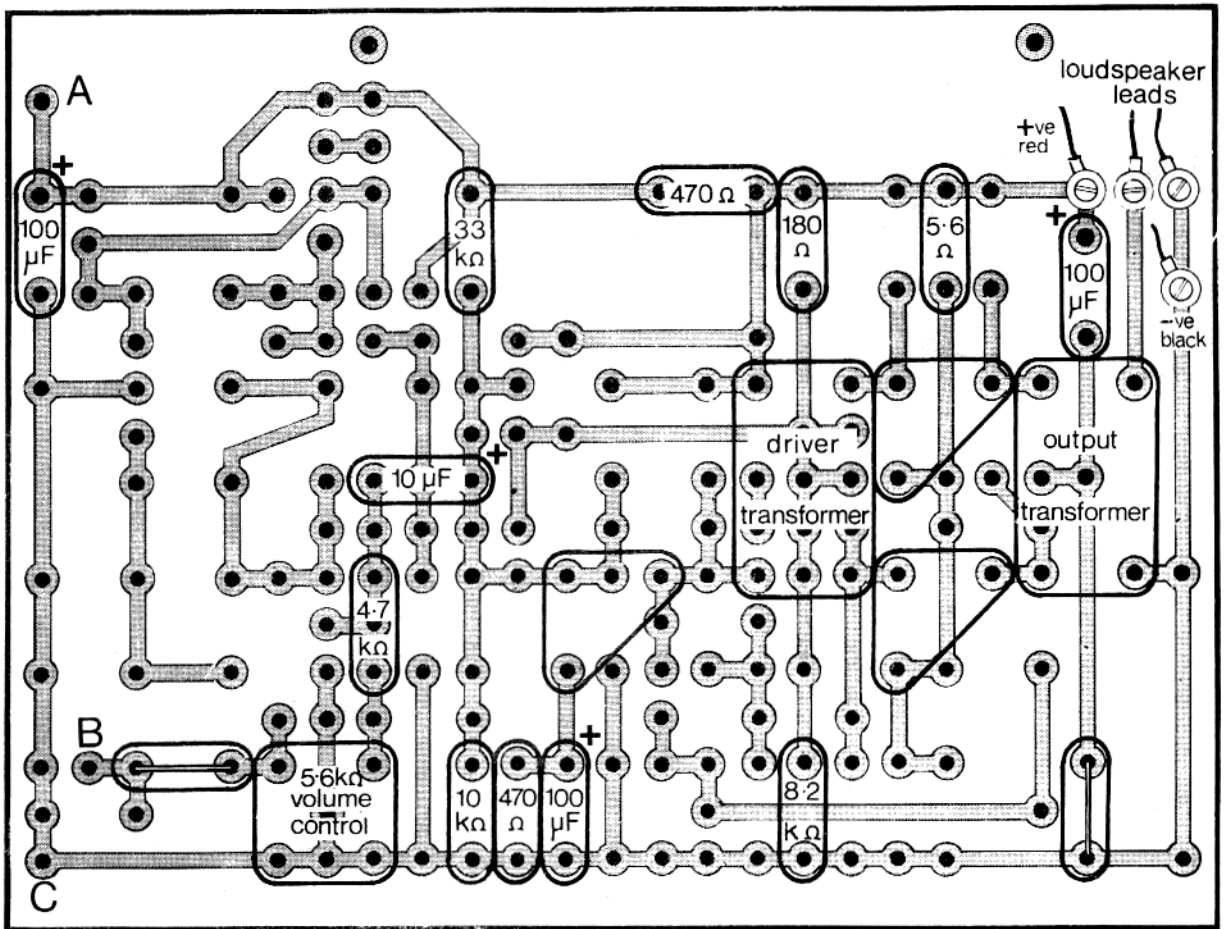 A
loudspeaker
leads
+ve
red
+
100
µF
33
kΩ
470 Ω
180
Ω
5·6
Ω
+
100
µF
-ve
black
10 µF
+
driver
transformer
output
transformer
4·7
kΩ
B
5·6kΩ
volume
control
10
kΩ
470
Ω
+
100
µF
8·2
kΩ
C